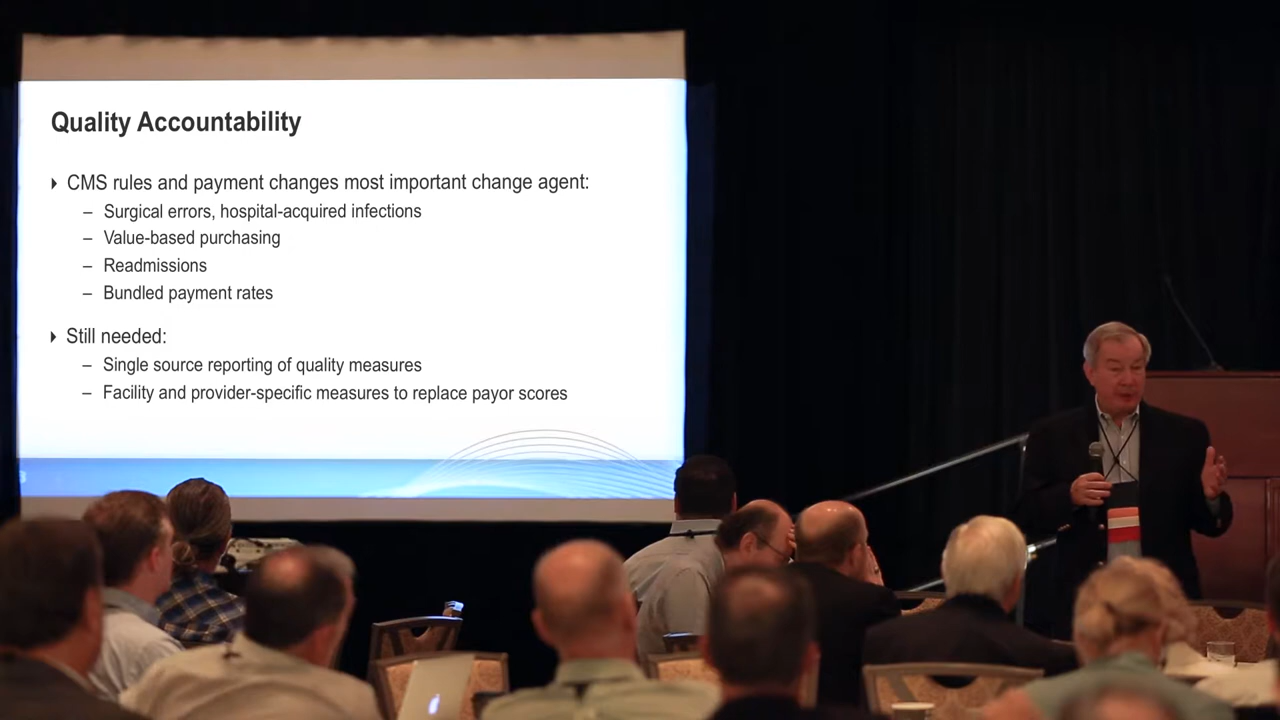 Quality Accountability
CMS rules and payment changes most important change agent:
– Surgical errors, hospital-acquired infections
– Value-based purchasing
– Readmissions
– Bundled payment rates
Still needed:
– Single source reporting of quality measures
– Facility and provider-specific measures to replace payor scores